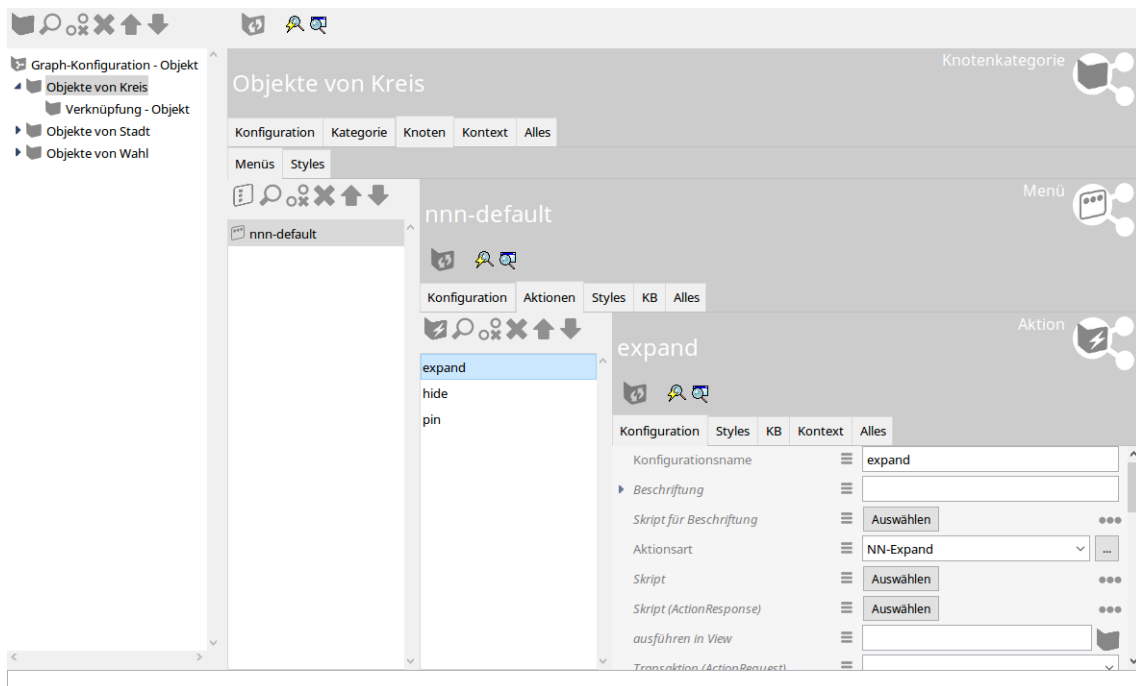 Graph-Konfiguration - Objekt
Objekte von Kreis
Verknüpfung - Objekt
Objekte von Stadt
Objekte von Wahl
Knotenkategorie
Objekte von Kreis
Konfiguration Kategorie Knoten Kontext Alles
Menüs Styles
nnn-default
Menü
nnn-default
Konfiguration Aktionen Styles KB Alles
expand
hide
pin
Aktion
expand
Konfiguration Styles KB Kontext Alles
Konfigurationsname expand
Beschriftung
Skript für Beschriftung Auswählen
Aktionsart NN-Expand ...
Skript Auswählen
Skript (ActionResponse) Auswählen
ausführen in View
Transaktion (ActionRequest)